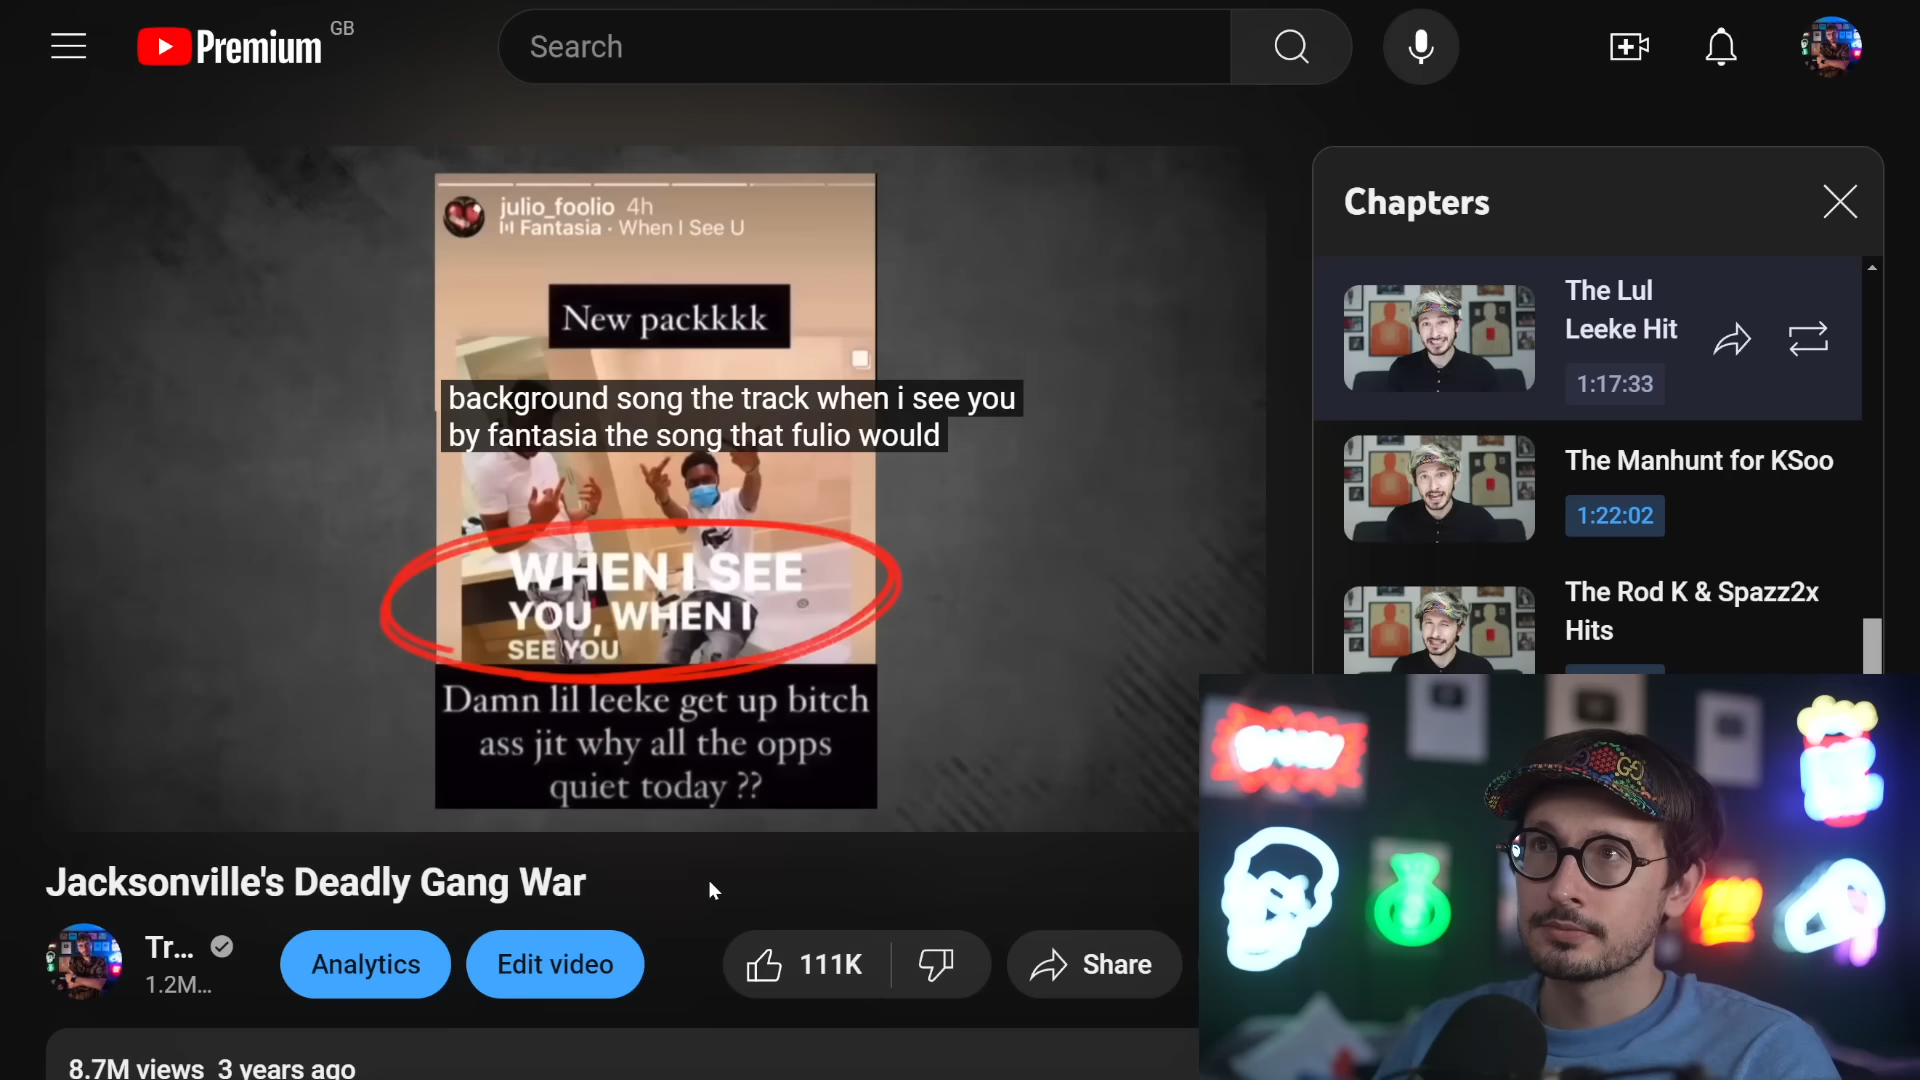 Premium GB
Search
julio_foolio 4h
Fantasia · When I See U
New packkkk
background song the track when i see you
by fantasia the song that fulio would
WHEN I SEE
YOU, WHEN I
SEE YOU
Damn lil leeke get up bitch
ass jit why all the opps
quiet today ??
Chapters
The Lul
Leeke Hit
1:17:33
The Manhunt for KSoo
1:22:02
The Rod K & Spazz2x
Hits
Jacksonville's Deadly Gang War
Tr...
1.2M...
Analytics
Edit video
111K
Share
8.7M views 3 years ago